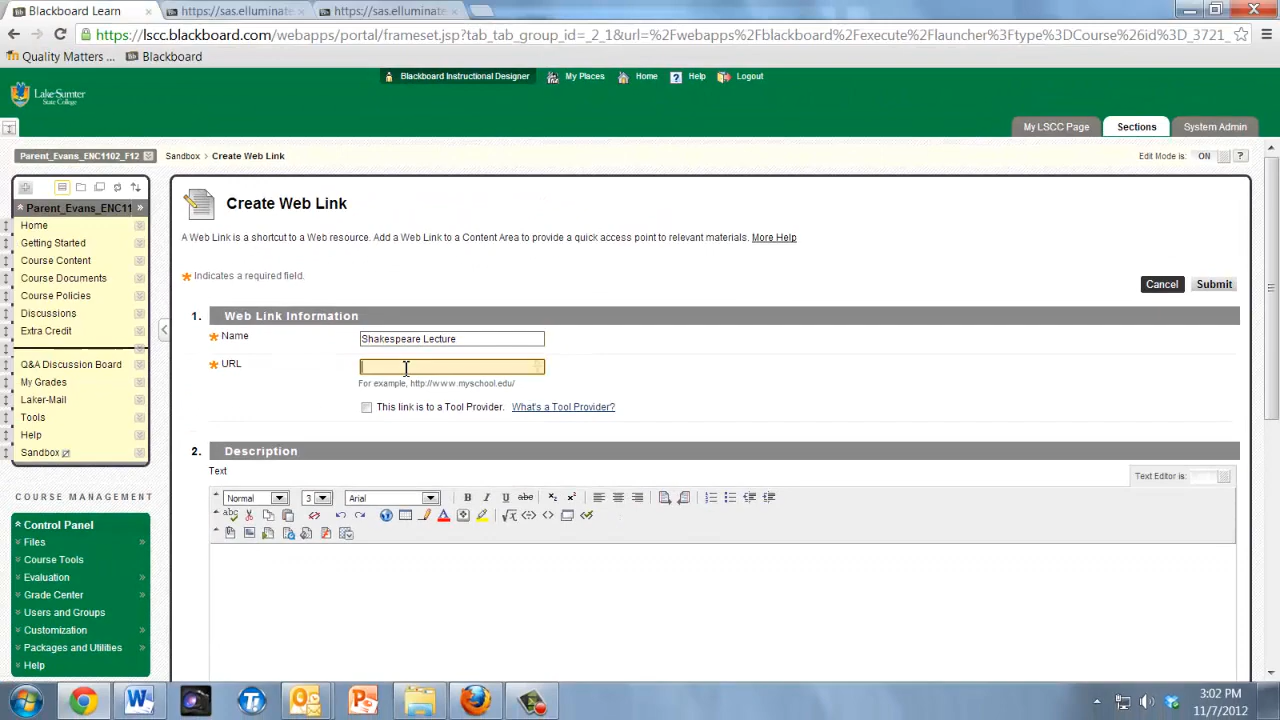 Blackboard Learn
https://sas.elluminate
https://sas.elluminate
https://lscc.blackboard.com/webapps/portal/frameset.jsp?tab_tab_group_id=_2_1&url=%2Fwebapps%2Fblackboard%2Fexecute%2Flauncher%3Ftype%3DCourse%26id%3D_3721_
Quality Matters ...
Blackboard
Blackboard Instructional Designer
My Places
Home
Help
Logout
Lake-Sumter
State College
My LSCC Page
Sections
System Admin
Parent_Evans_ENC1102_F12
Sandbox > Create Web Link
Edit Mode is: ON ?
Parent_Evans_ENC11
Home
Getting Started
Course Content
Course Documents
Course Policies
Discussions
Extra Credit
Q&A Discussion Board
My Grades
Laker-Mail
Tools
Help
Sandbox
COURSE MANAGEMENT
Control Panel
Files
Course Tools
Evaluation
Grade Center
Users and Groups
Customization
Packages and Utilities
Help
Create Web Link
A Web Link is a shortcut to a Web resource. Add a Web Link to a Content Area to provide a quick access point to relevant materials. More Help
Indicates a required field.
Cancel
Submit
1. Web Link Information
Name
Shakespeare Lecture
URL
For example, http://www.myschool.edu/
This link is to a Tool Provider. What's a Tool Provider?
2. Description
Text
Text Editor is:
Normal
3
Arial
B I U abc
3:02 PM
11/7/2012